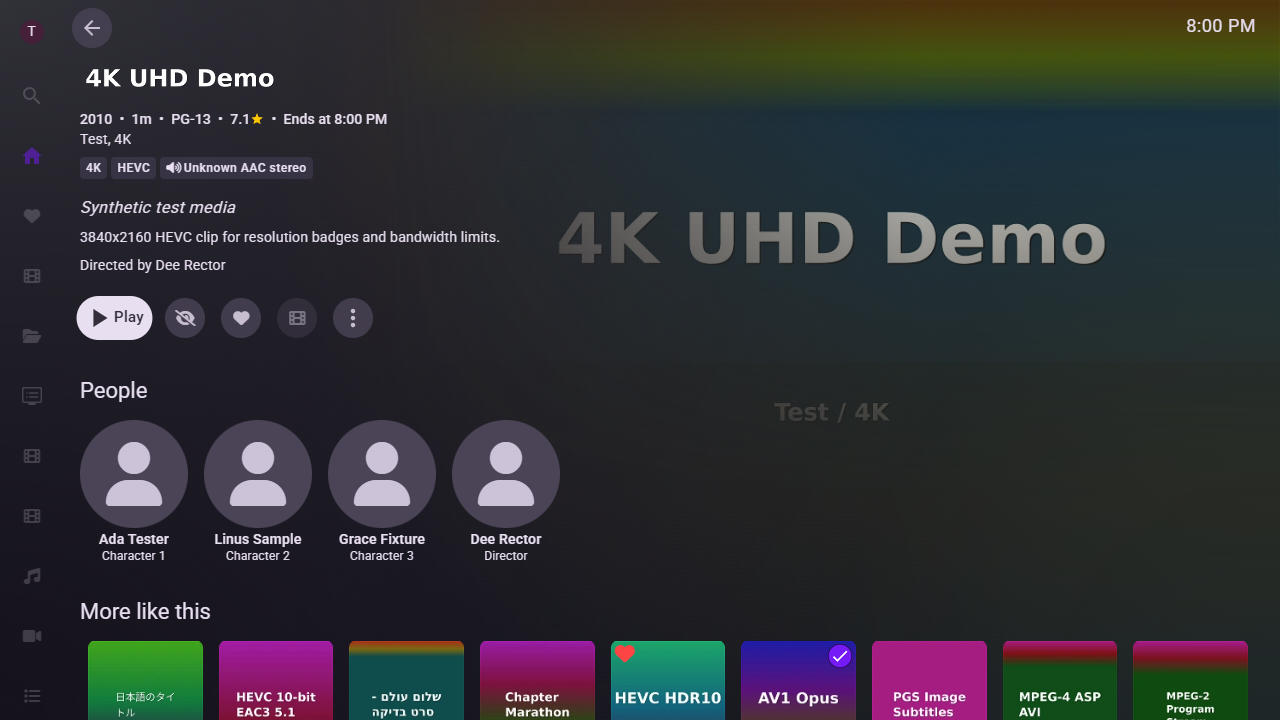 T
8:00 PM
4K UHD Demo
2010 • 1m • PG-13 • 7.1★ • Ends at 8:00 PM
Test, 4K
4K HEVC Unknown AAC stereo
Synthetic test media
3840x2160 HEVC clip for resolution badges and bandwidth limits.
Directed by Dee Rector
4K UHD Demo
Play
Test / 4K
People
Ada Tester
Character 1
Linus Sample
Character 2
Grace Fixture
Character 3
Dee Rector
Director
More like this
日本語のタイ
トル
HEVC 10-bit
EAC3 5.1
שלום עולם -
סרט בדיקה
Chapter
Marathon
HEVC HDR10
AV1 Opus
PGS Image
Subtitles
MPEG-4 ASP
AVI
MPEG-2
Program